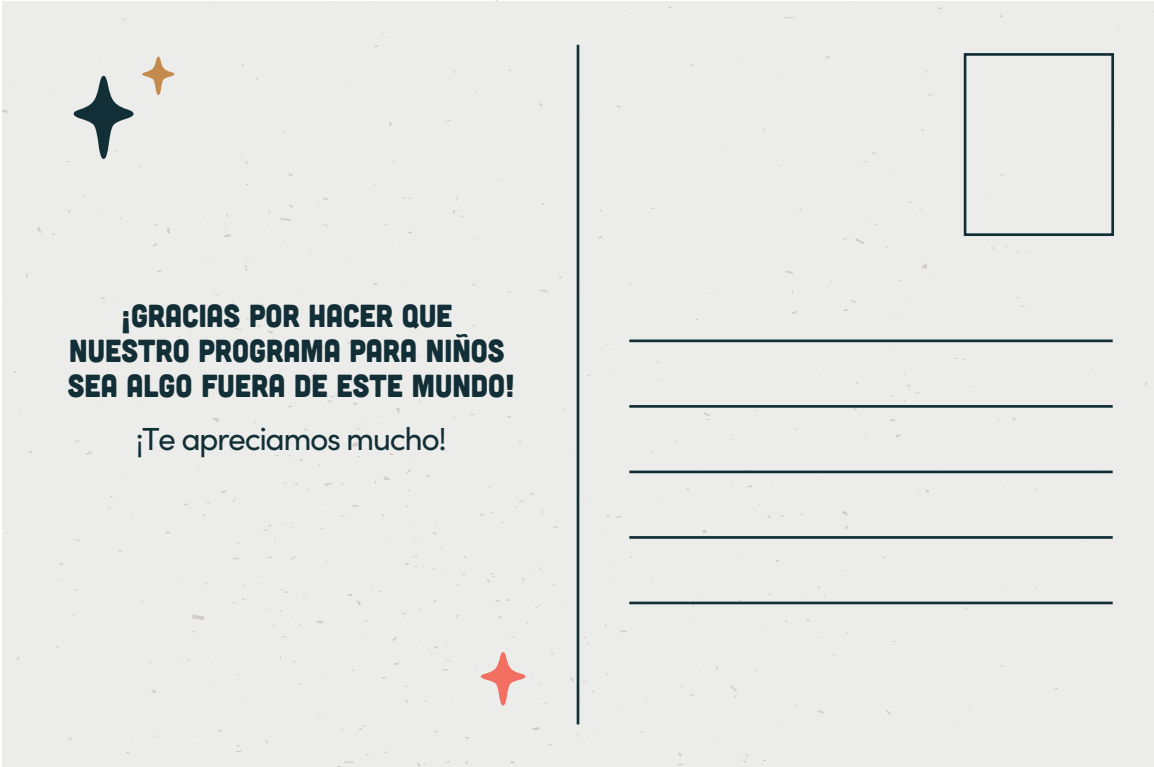 ¡GRACIAS POR HACER QUE
NUESTRO PROGRAMA PARA NIÑOS
SEA ALGO FUERA DE ESTE MUNDO!
¡Te apreciamos mucho!